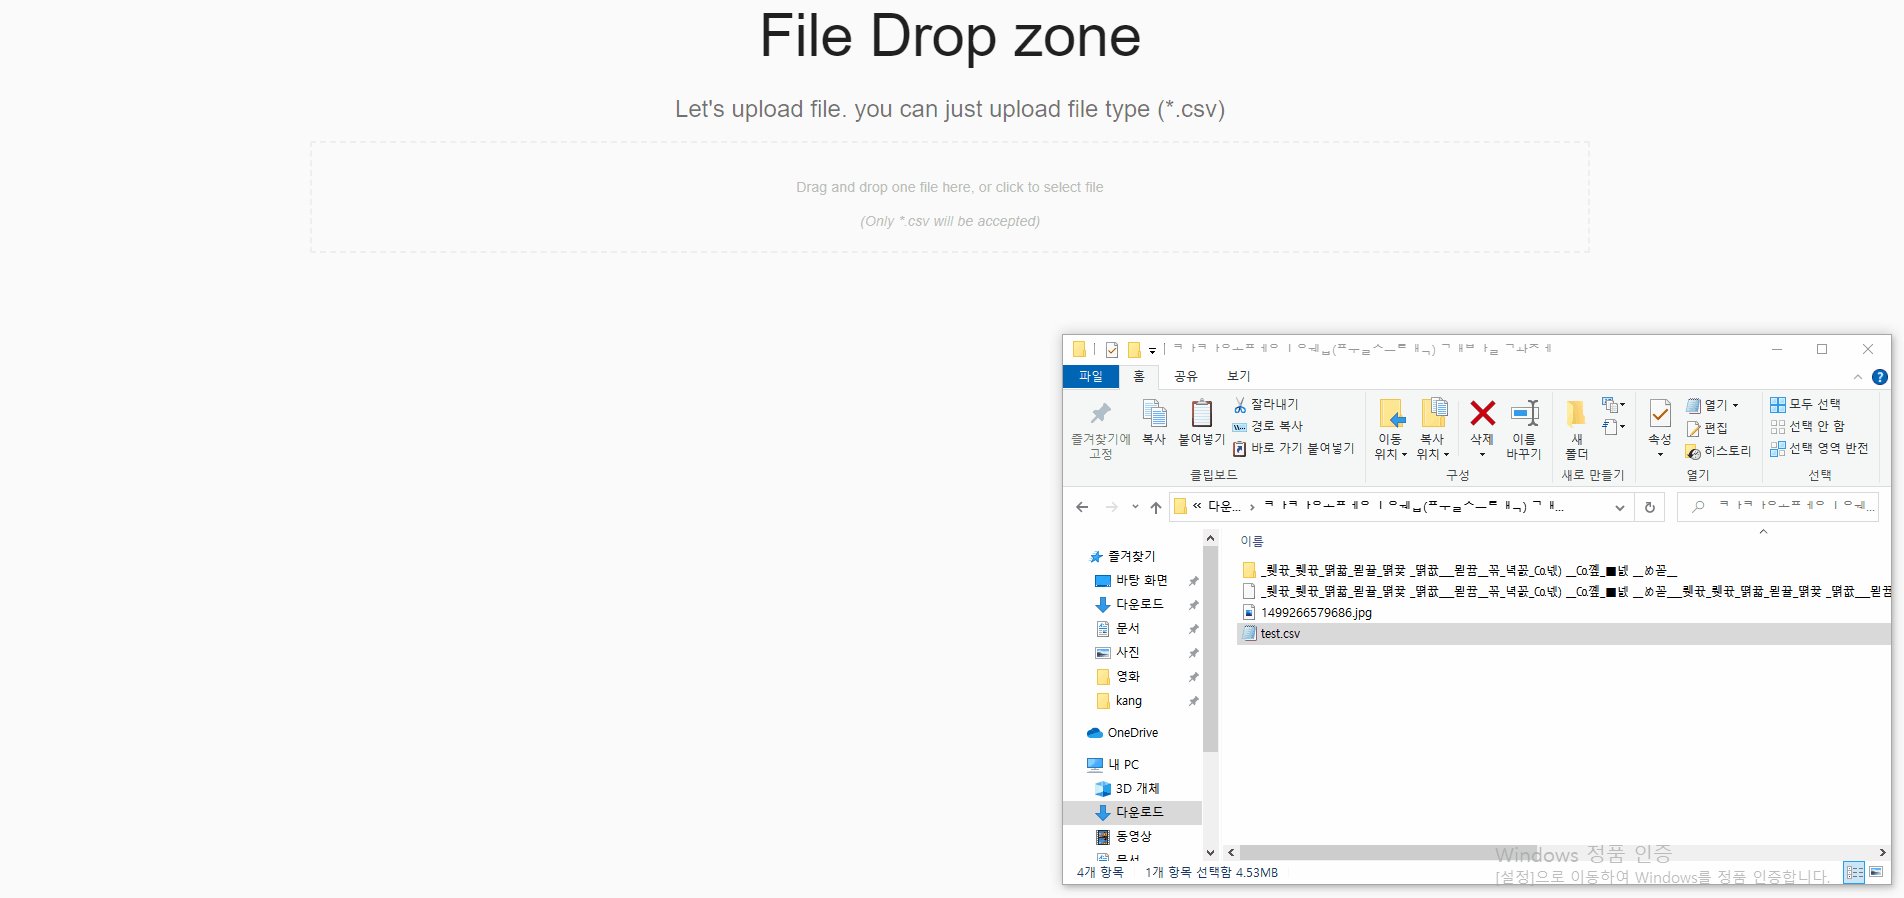 File Drop zone
Let's upload file. you can just upload file type (*.csv)
Drag and drop one file here, or click to select file
(Only *.csv will be accepted)
파일 홈 공유 보기
즐겨찾기에 고정
복사
붙여넣기
잘라내기
경로 복사
바로 가기 붙여넣기
클립보드
이동 위치
복사 위치
삭제
이름 바꾸기
구성
새 폴더
새로 만들기
속성
열기
편집
히스토리
열기
모두 선택
선택 안 함
선택 영역 반전
선택
« 다운...
이름
즐겨찾기
바탕 화면
다운로드
문서
사진
영화
kang
OneDrive
내 PC
3D 개체
다운로드
동영상
문서
1499266579686.jpg
test.csv
4개 항목 1개 항목 선택함 4.53MB
Windows 정품 인증
[설정]으로 이동하여 Windows를 정품 인증합니다.